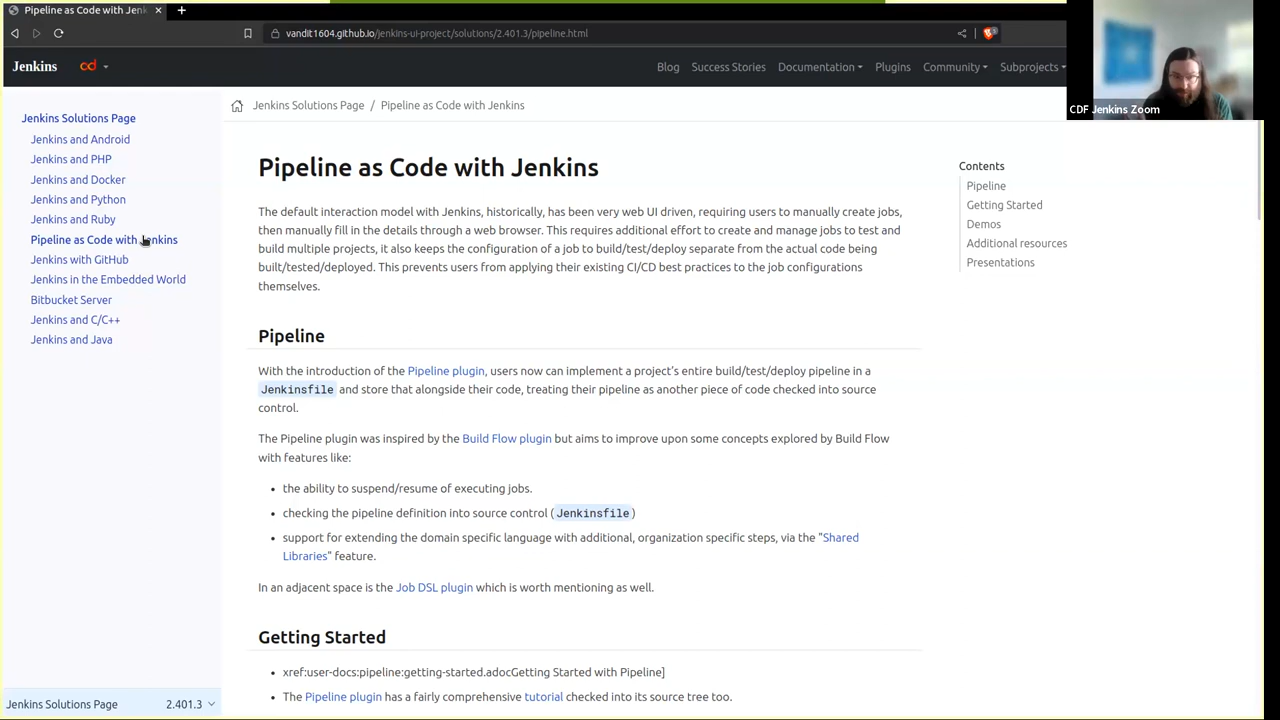 Pipeline as Code with Jenk
vandit1604.github.io/jenkins-ui-project/solutions/2.401.3/pipeline.html
Jenkins cd Blog Success Stories Documentation Plugins Community Subprojects
CDF Jenkins Zoom
Jenkins Solutions Page
Jenkins and Android
Jenkins and PHP
Jenkins and Docker
Jenkins and Python
Jenkins and Ruby
Pipeline as Code with Jenkins
Jenkins with GitHub
Jenkins in the Embedded World
Bitbucket Server
Jenkins and C/C++
Jenkins and Java
Jenkins Solutions Page 2.401.3
Jenkins Solutions Page / Pipeline as Code with Jenkins
Pipeline as Code with Jenkins
The default interaction model with Jenkins, historically, has been very web UI driven, requiring users to manually create jobs,
then manually fill in the details through a web browser. This requires additional effort to create and manage jobs to test and
build multiple projects, it also keeps the configuration of a job to build/test/deploy separate from the actual code being
built/tested/deployed. This prevents users from applying their existing CI/CD best practices to the job configurations
themselves.
Pipeline
With the introduction of the Pipeline plugin, users now can implement a project's entire build/test/deploy pipeline in a
Jenkinsfile and store that alongside their code, treating their pipeline as another piece of code checked into source
control.
The Pipeline plugin was inspired by the Build Flow plugin but aims to improve upon some concepts explored by Build Flow
with features like:
• the ability to suspend/resume of executing jobs.
• checking the pipeline definition into source control (Jenkinsfile)
• support for extending the domain specific language with additional, organization specific steps, via the "Shared
Libraries" feature.
In an adjacent space is the Job DSL plugin which is worth mentioning as well.
Getting Started
• xref:user-docs:pipeline:getting-started.adocGetting Started with Pipeline]
• The Pipeline plugin has a fairly comprehensive tutorial checked into its source tree too.
Contents
Pipeline
Getting Started
Demos
Additional resources
Presentations